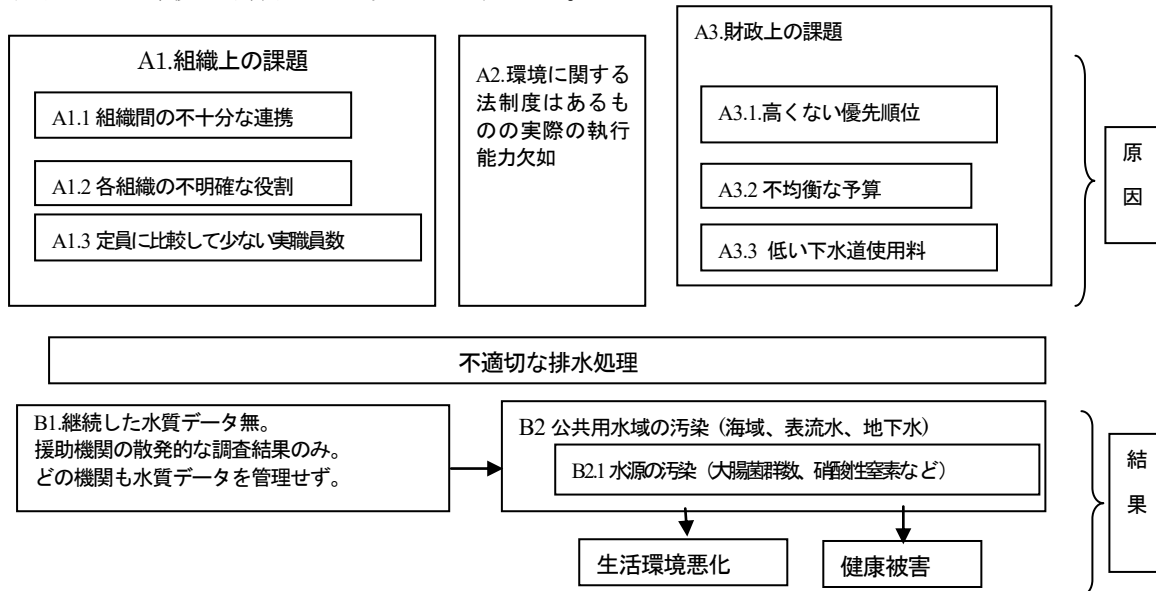 A1.組織上の課題
A1.1 組織間の不十分な連携
A1.2 各組織の不明確な役割
A1.3 定員に比較して少ない実職員数
A2.環境に関する
法制度はあるも
のの実際の執行
能力欠如
A3.財政上の課題
A3.1.高くない優先順位
A3.2 不均衡な予算
A3.3 低い下水道使用料
原
因
不適切な排水処理
B1.継続した水質データ無。
援助機関の散発的な調査結果のみ。
どの機関も水質データを管理せず。
B2 公共用水域の汚染（海域、表流水、地下水）
B2.1 水源の汚染（大腸菌群数、硝酸性窒素など）
生活環境悪化
健康被害
結
果